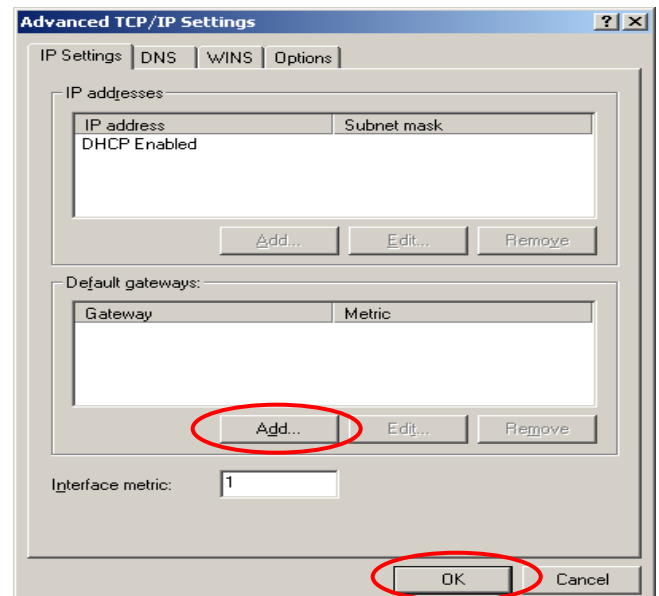 Advanced TCP/IP Settings
IP Settings DNS WINS Options
IP addresses
IP address Subnet mask
DHCP Enabled
Add... Edit... Remove
Default gateways:
Gateway Metric
Add... Edit... Remove
Interface metric: 1
OK Cancel